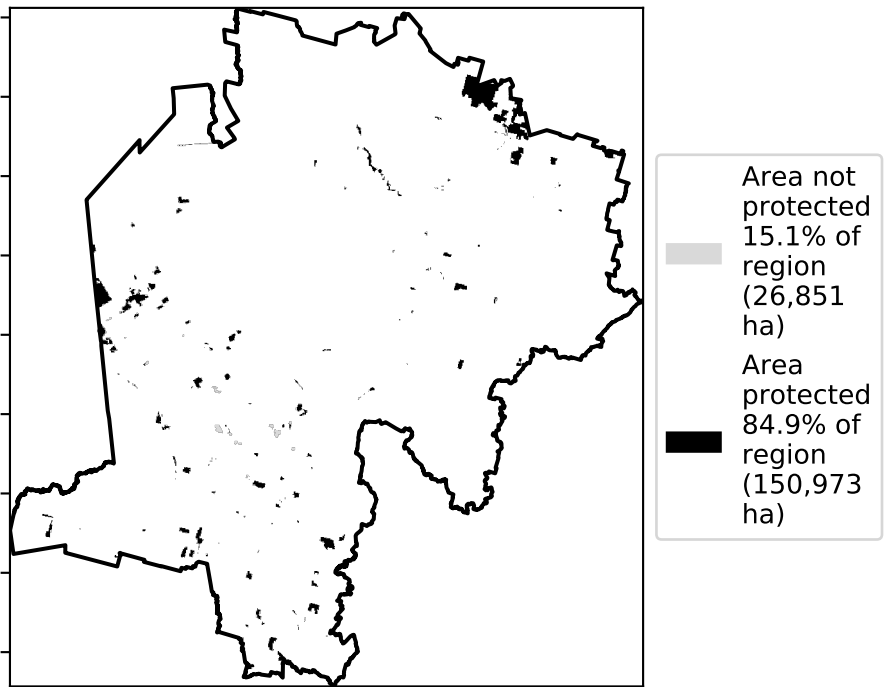 Area not
protected
15.1% of
region
(26,851
ha)
Area
protected
84.9% of
region
(150,973
ha)